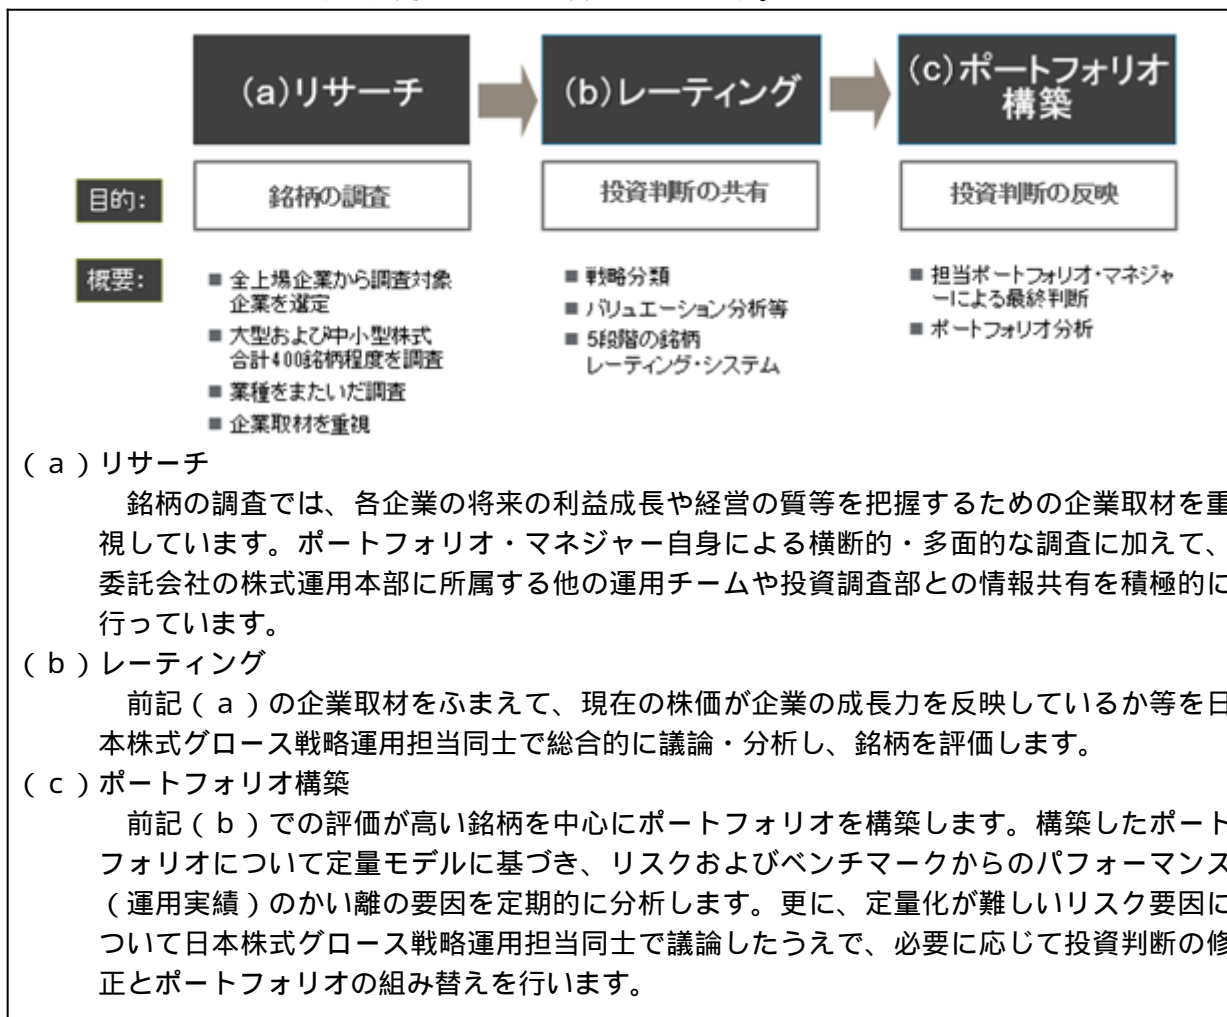 (a)リサーチ
(b)レーティング
(c)ポートフォリオ
構築
目的:
銘柄の調査
投資判断の共有
投資判断の反映
概要:
■ 全上場企業から調査対象
企業を選定
■ 大型および中小型株式
合計400銘柄程度を調査
■ 業種をまたいだ調査
■ 企業取材を重視
■ 戦略分類
■ バリュエーション分析等
■ 5段階の銘柄
レーティング・システム
■ 担当ポートフォリオ・マネジャ
ーによる最終判断
■ ポートフォリオ分析
(a)リサーチ
銘柄の調査では、各企業の将来の利益成長や経営の質等を把握するための企業取材を重
視しています。ポートフォリオ・マネジャー自身による横断的・多面的な調査に加えて、
委託会社の株式運用本部に所属する他の運用チームや投資調査部との情報共有を積極的に
行っています。
(b)レーティング
前記(a)の企業取材をふまえて、現在の株価が企業の成長力を反映しているか等を日
本株式グロース戦略運用担当同士で総合的に議論・分析し、銘柄を評価します。
(c)ポートフォリオ構築
前記(b)での評価が高い銘柄を中心にポートフォリオを構築します。構築したポート
フォリオについて定量モデルに基づき、リスクおよびベンチマークからのパフォーマンス
(運用実績)のかい離の要因を定期的に分析します。更に、定量化が難しいリスク要因に
ついて日本株式グロース戦略運用担当同士で議論したうえで、必要に応じて投資判断の修
正とポートフォリオの組み替えを行います。